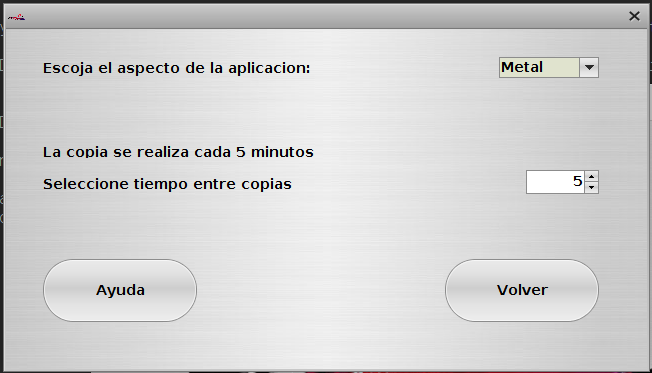 Escoja el aspecto de la aplicacion:
Metal
La copia se realiza cada 5 minutos
Seleccione tiempo entre copias
5
Ayuda
Volver